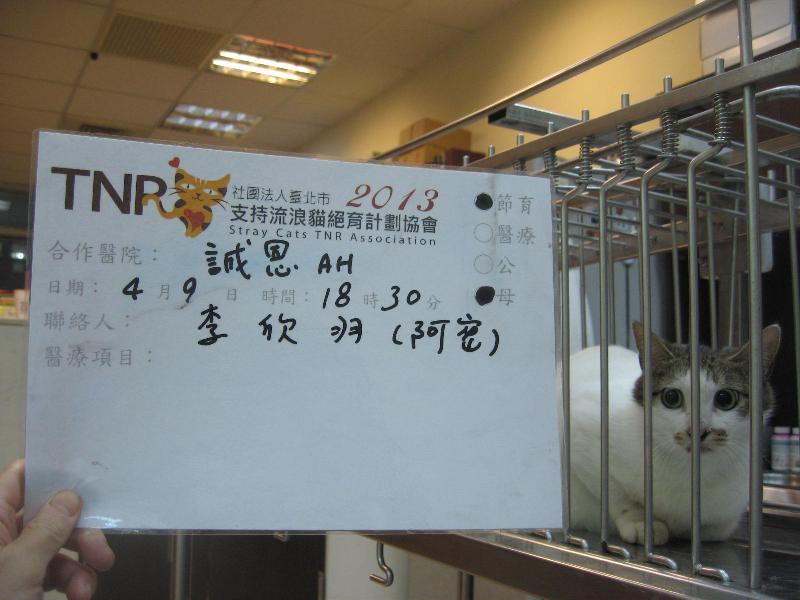 TNR 社團法人臺北市 2013
支持流浪貓絕育計劃協會
Stray Cats TNR Association
節育
醫療
公
母
合作醫院： 誠恩 AH
日期： 4 月 9 日 時間： 18 時 30 分
聯絡人： 李欣羽（阿密）
醫療項目：